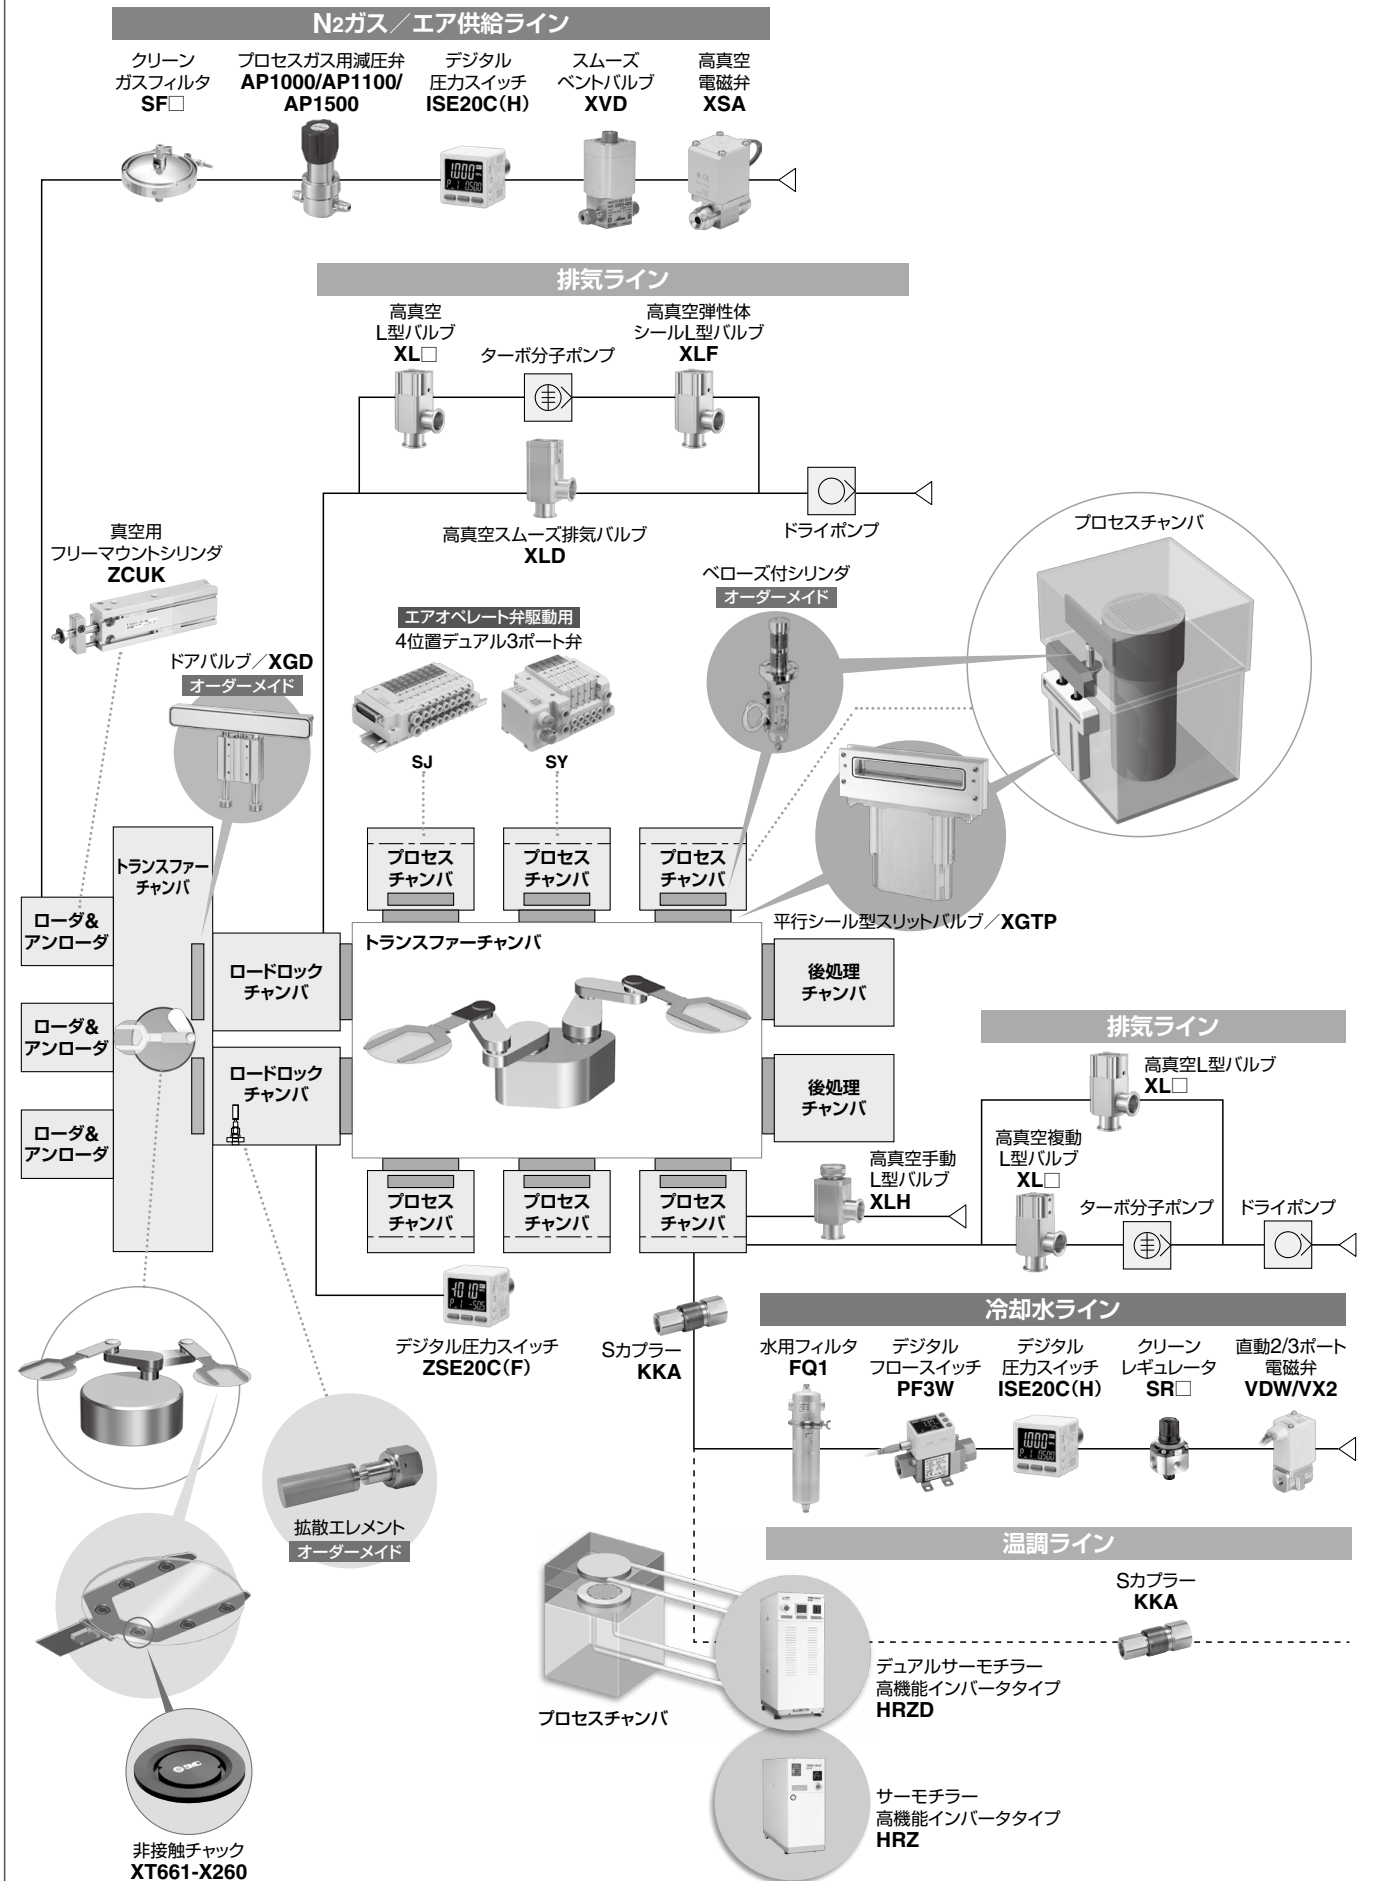 N2ガス／エア供給ライン
クリーン
ガスフィルタ
SF□
プロセスガス用減圧弁
AP1000/AP1100/
AP1500
デジタル
圧力スイッチ
ISE20C(H)
スムーズ
ベントバルブ
XVD
高真空
電磁弁
XSA
排気ライン
高真空
L型バルブ
XL□
ターボ分子ポンプ
高真空弾性体
シールL型バルブ
XLF
高真空スムーズ排気バルブ
XLD
ドライポンプ
プロセスチャンバ
真空用
フリーマウントシリンダ
ZCUK
ドアバルブ／XGD
オーダーメイド
エアオペレート弁駆動用
4位置デュアル3ポート弁
SJ
SY
ベローズ付シリンダ
オーダーメイド
平行シール型スリットバルブ／XGTP
トランスファー
チャンバ
ローダ&
アンローダ
ローダ&
アンローダ
ローダ&
アンローダ
ロードロック
チャンバ
ロードロック
チャンバ
プロセス
チャンバ
プロセス
チャンバ
プロセス
チャンバ
トランスファーチャンバ
後処理
チャンバ
後処理
チャンバ
プロセス
チャンバ
プロセス
チャンバ
プロセス
チャンバ
排気ライン
高真空L型バルブ
XL□
高真空複動
L型バルブ
XL□
高真空手動
L型バルブ
XLH
ターボ分子ポンプ
ドライポンプ
デジタル圧力スイッチ
ZSE20C(F)
Sカプラー
KKA
冷却水ライン
水用フィルタ
FQ1
デジタル
フロースイッチ
PF3W
デジタル
圧力スイッチ
ISE20C(H)
クリーン
レギュレータ
SR□
直動2/3ポート
電磁弁
VDW/VX2
拡散エレメント
オーダーメイド
温調ライン
Sカプラー
KKA
プロセスチャンバ
デュアルサーモチラー
高機能インバータタイプ
HRZD
サーモチラー
高機能インバータタイプ
HRZ
SMC
非接触チャック
XT661-X260